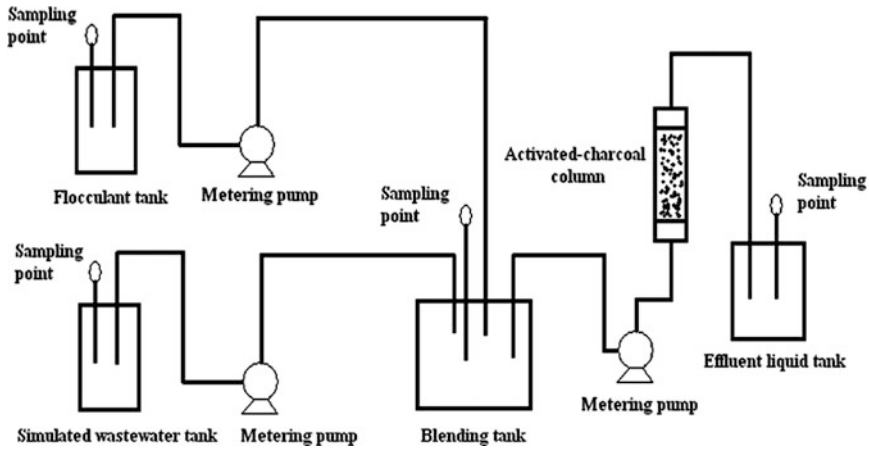 Sampling
point
Flocculant tank
Metering pump
Sampling
point
Activated-charcoal
column
Sampling
point
Sampling
point
Simulated wastewater tank
Metering pump
Blending tank
Metering pump
Effluent liquid tank